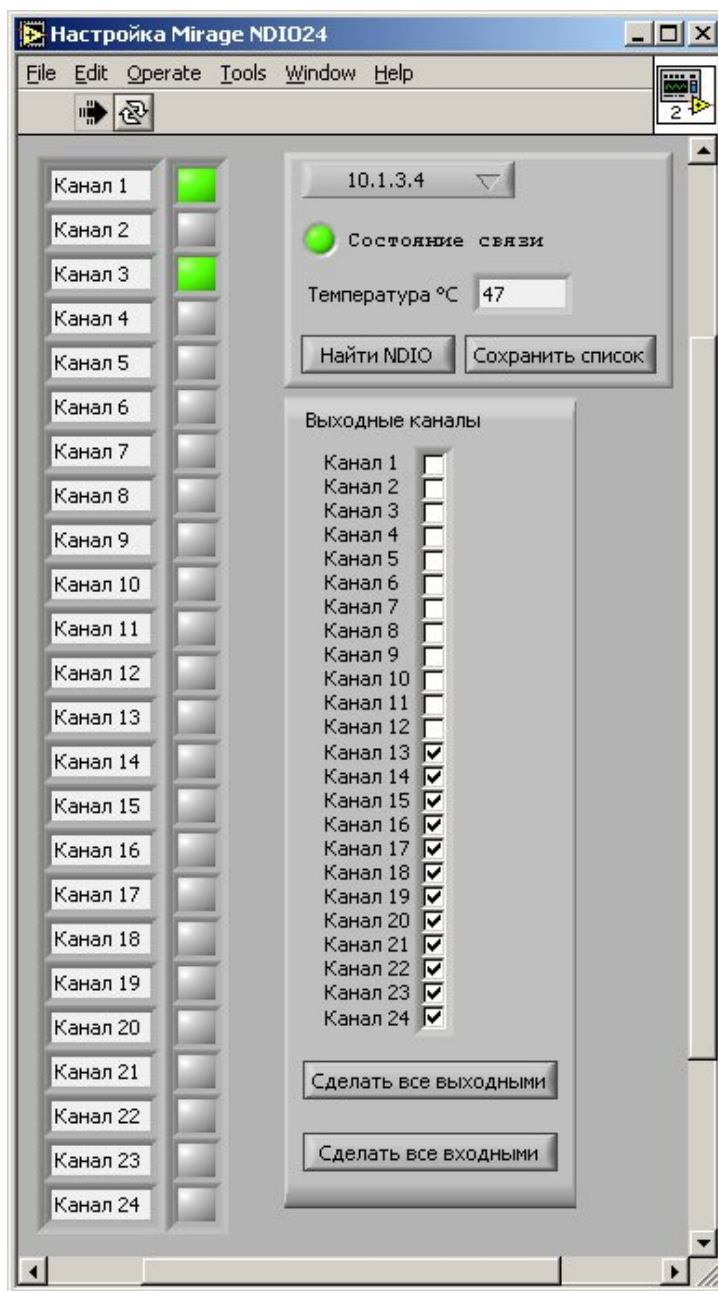 Настройка Mirage NDIO24
File Edit Operate Tools Window Help
2
Канал 1
Канал 2
Канал 3
Канал 4
Канал 5
Канал 6
Канал 7
Канал 8
Канал 9
Канал 10
Канал 11
Канал 12
Канал 13
Канал 14
Канал 15
Канал 16
Канал 17
Канал 18
Канал 19
Канал 20
Канал 21
Канал 22
Канал 23
Канал 24
10.1.3.4
Состояние связи
Температура °C 47
Найти NDIO Сохранить список
Выходные каналы
Канал 1
Канал 2
Канал 3
Канал 4
Канал 5
Канал 6
Канал 7
Канал 8
Канал 9
Канал 10
Канал 11
Канал 12
Канал 13
Канал 14
Канал 15
Канал 16
Канал 17
Канал 18
Канал 19
Канал 20
Канал 21
Канал 22
Канал 23
Канал 24
Сделать все выходными
Сделать все входными